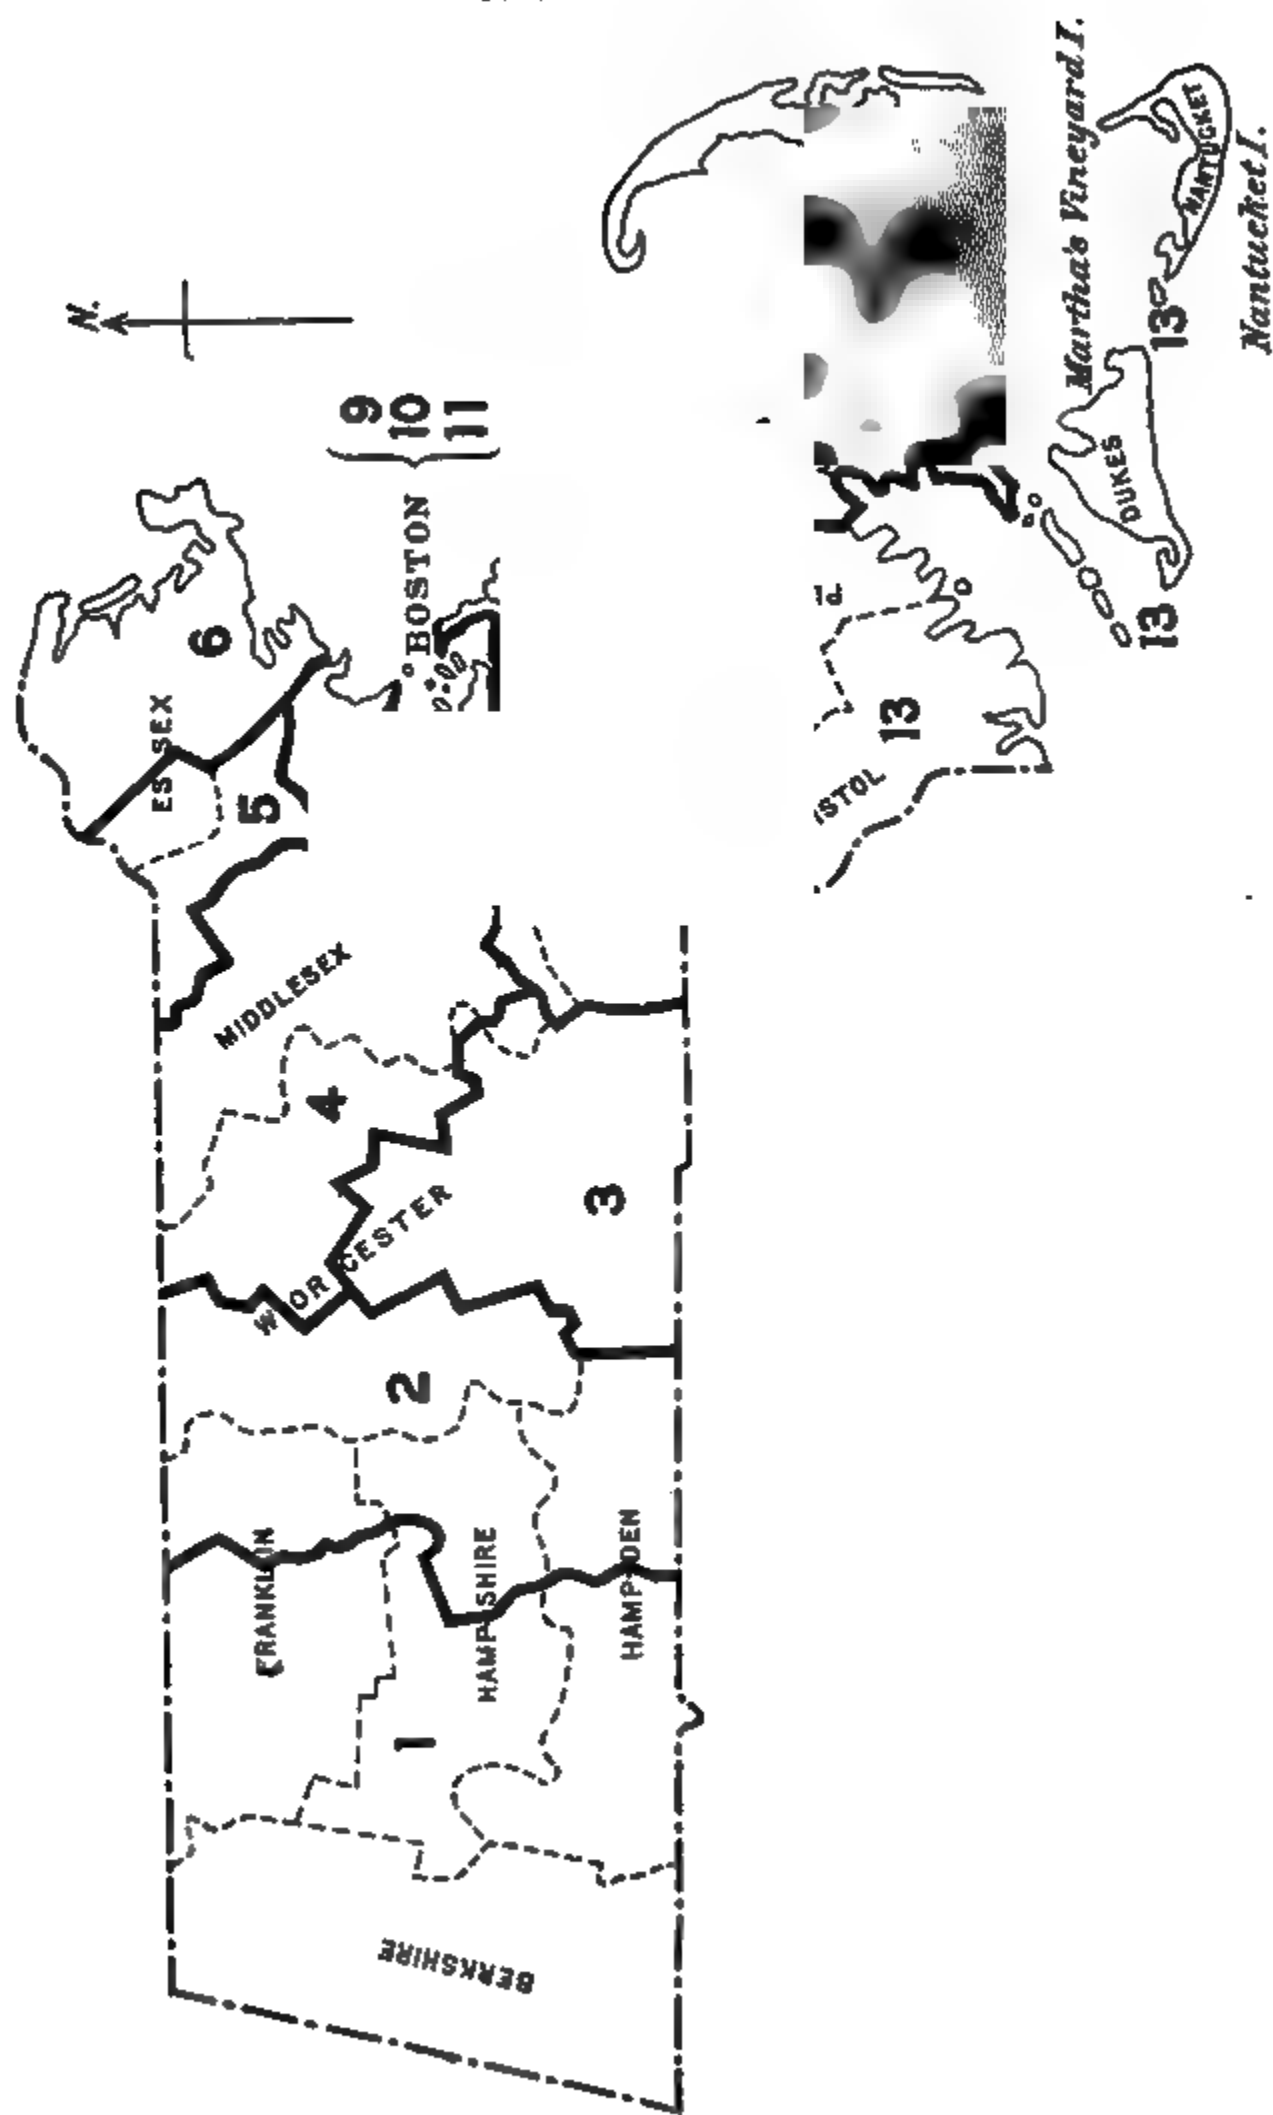 N.
9
10
11
BOSTON
6
ESSEX
5
MIDDLESEX
4
WORCESTER
3
2
FRANKLIN
HAMPSHIRE
HAMPDEN
1
BERKSHIRE
13
ISTOL
13
DUKES
Martha's Vineyard I.
13
NANTUCKET
Nantucket I.